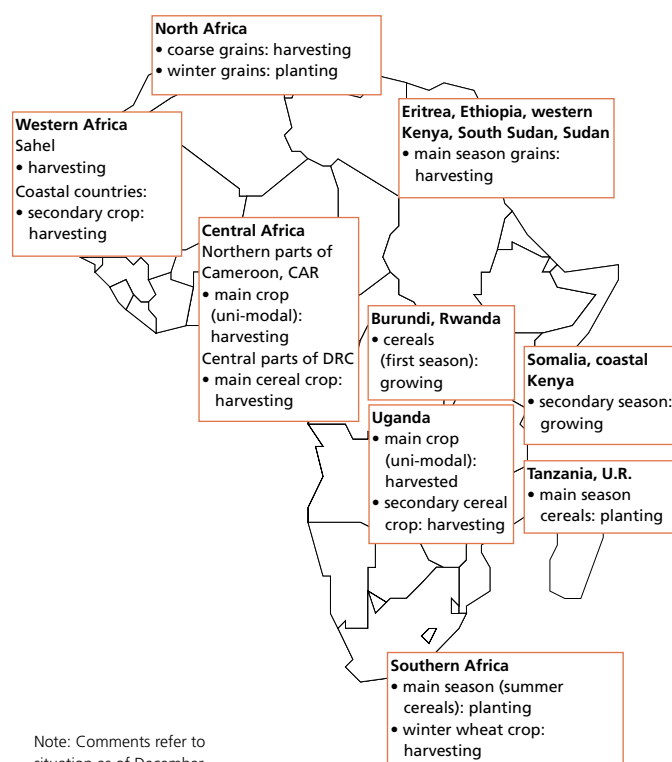 North Africa
• coarse grains: harvesting
• winter grains: planting
Eritrea, Ethiopia, western
Kenya, South Sudan, Sudan
• main season grains:
harvesting
Western Africa
Sahel
• harvesting
Coastal countries:
• secondary crop:
harvesting
Central Africa
Northern parts of
Cameroon, CAR
• main crop
(uni-modal):
harvesting
Central parts of DRC
• main cereal crop:
harvesting
Burundi, Rwanda
• cereals
(first season):
growing
Somalia, coastal
Kenya
• secondary season:
growing
Uganda
• main crop
(uni-modal):
harvested
• secondary cereal
crop: harvesting
Tanzania, U.R.
• main season
cereals: planting
Southern Africa
• main season (summer
cereals): planting
• winter wheat crop:
harvesting
Note: Comments refer to
situation as of December